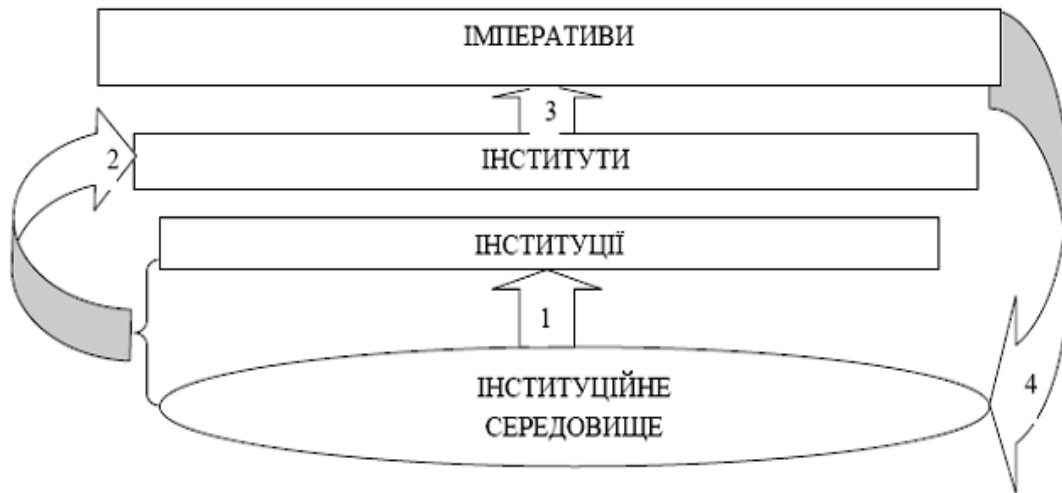 ІМПЕРАТИВИ
3
ІНСТИТУТИ
2
ІНСТИТУЦІЇ
1
ІНСТИТУЦІЙНЕ
СЕРЕДОВИЩЕ
4